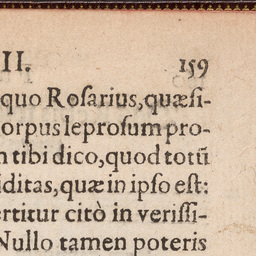 II. 159
quo Roſarius, quæſi-
orpus leproſum pro-
n tibi dico, quod totũ
iditas, quæ in ipſo eſt:
ertitur citò in veriſſi-
Nullo tamen poteris